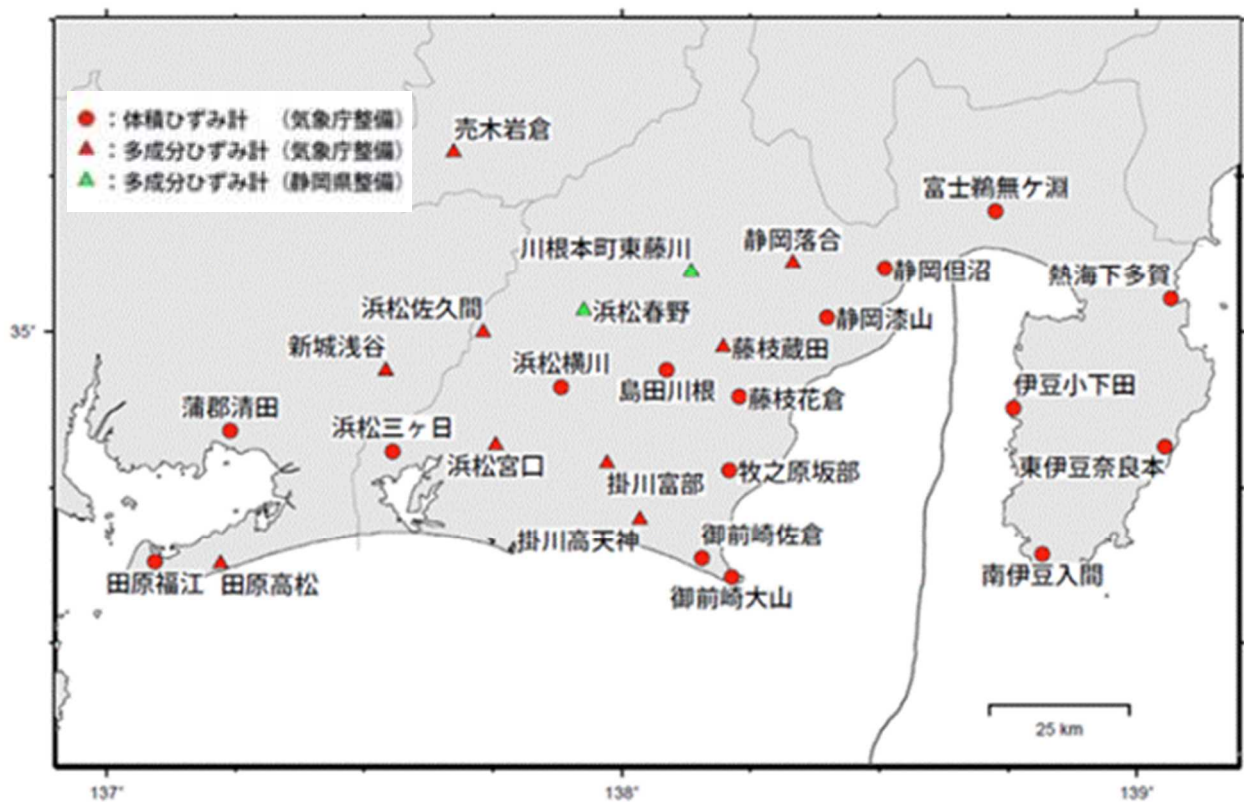 ●：体積ひずみ計　（気象庁整備）
▲：多成分ひずみ計（気象庁整備）
▲：多成分ひずみ計（静岡県整備）
売木岩倉
富士鵜無ケ淵
川根本町東藤川
静岡落合
静岡但沼
熱海下多賀
浜松佐久間
浜松春野
静岡漆山
35°
新城浅谷
浜松横川
藤枝蔵田
島田川根
藤枝花倉
伊豆小下田
蒲郡清田
浜松三ヶ日
浜松宮口
掛川富部
牧之原坂部
東伊豆奈良本
掛川高天神
御前崎佐倉
田原福江
田原高松
御前崎大山
南伊豆入間
25 km
137°
138°
139°